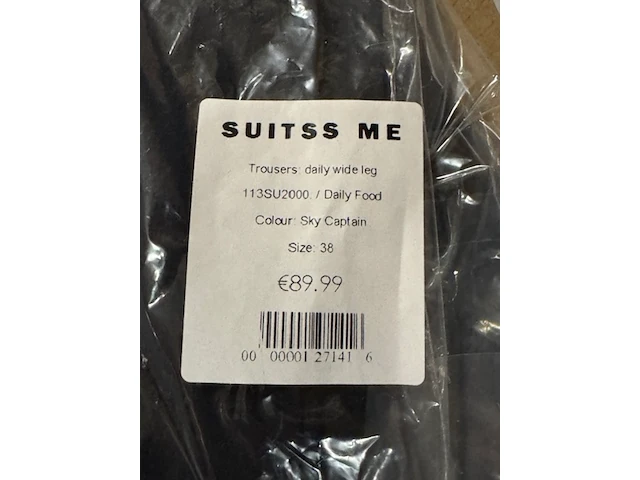 SUITSS ME
Trousers: daily wide leg
113SU2000. / Daily Food
Colour: Sky Captain
Size: 38
€89.99
00 00001 27141 6